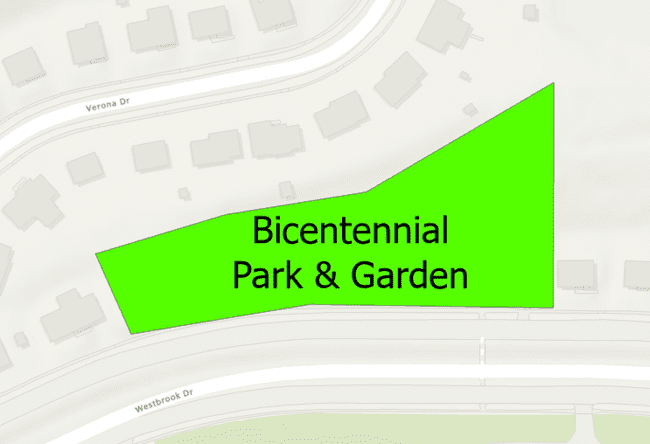 Verona Dr
Bicentennial
Park & Garden
Westbrook Dr